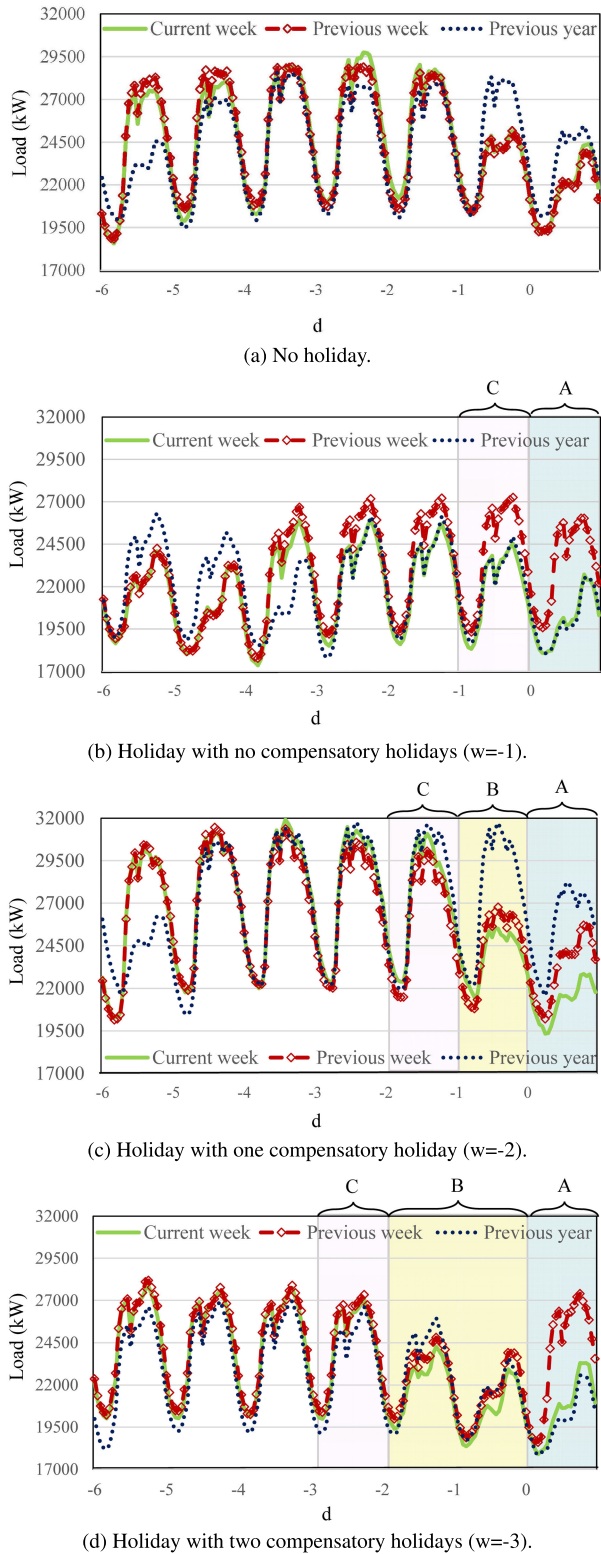 32000
Current week Previous week Previous year
29500
27000
24500
22000
19500
17000
Load (kW)
-6 -5 -4 -3 -2 -1 0
d
(a) No holiday.
C A
32000
Current week Previous week Previous year
29500
27000
24500
22000
19500
17000
Load (kW)
-6 -5 -4 -3 -2 -1 0
d
(b) Holiday with no compensatory holidays (w=-1).
C B A
32000
29500
27000
24500
22000
19500
Current week Previous week Previous year
17000
Load (kW)
-6 -5 -4 -3 -2 -1 0
d
(c) Holiday with one compensatory holiday (w=-2).
C B A
32000
Current week Previous week Previous year
29500
27000
24500
22000
19500
17000
Load (kW)
-6 -5 -4 -3 -2 -1 0
d
(d) Holiday with two compensatory holidays (w=-3).